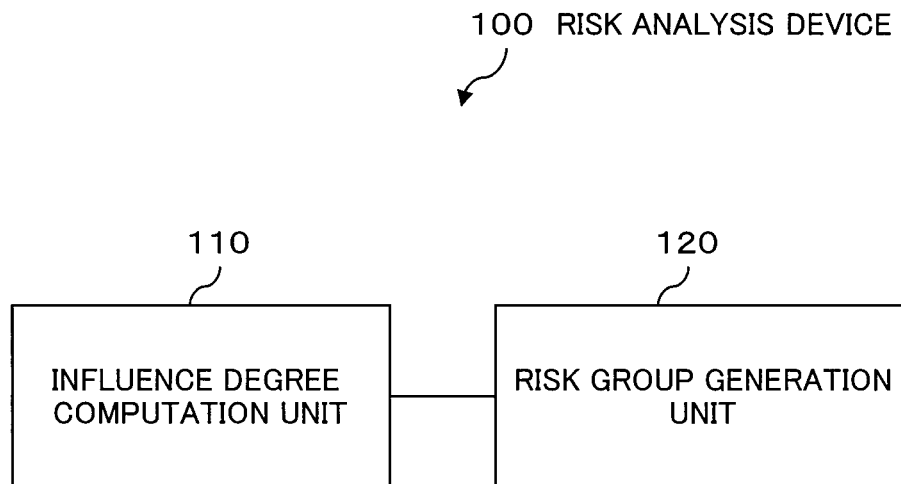 100 RISK ANALYSIS DEVICE
110
120
INFLUENCE DEGREE
COMPUTATION UNIT
RISK GROUP GENERATION
UNIT